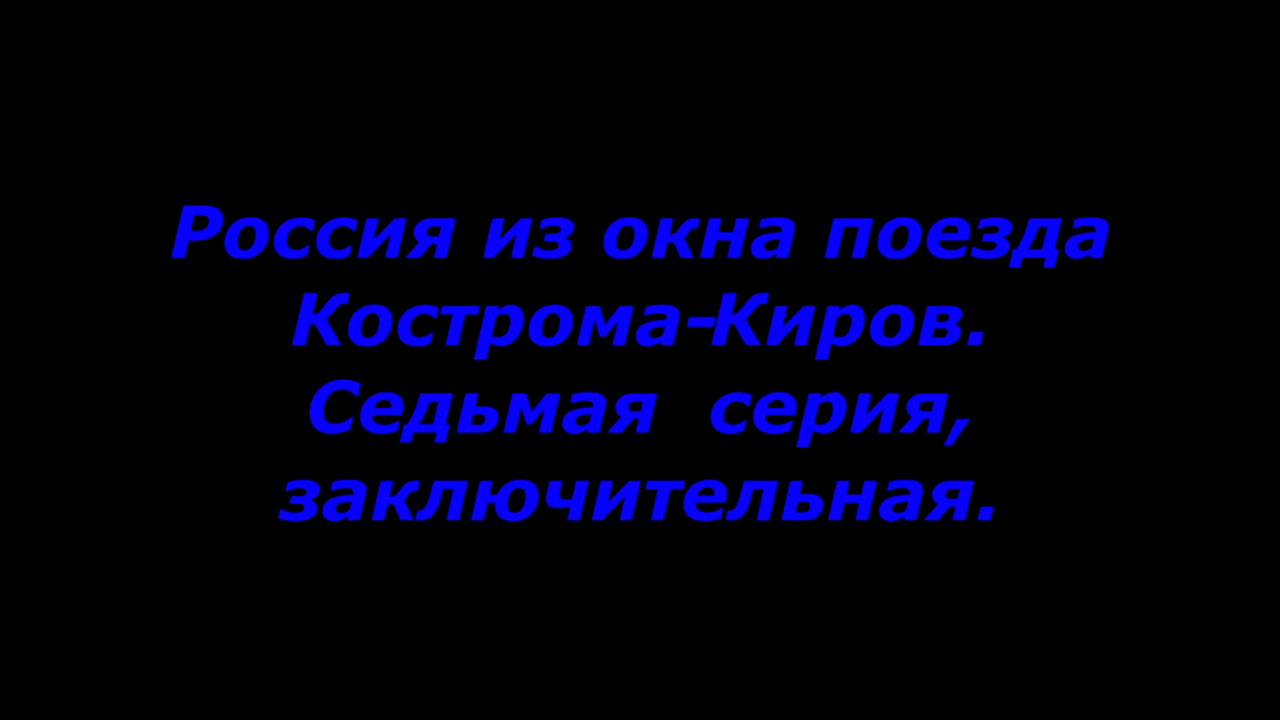 Россия из окна поезда
Кострома-Киров.
Седьмая  серия,
заключительная.